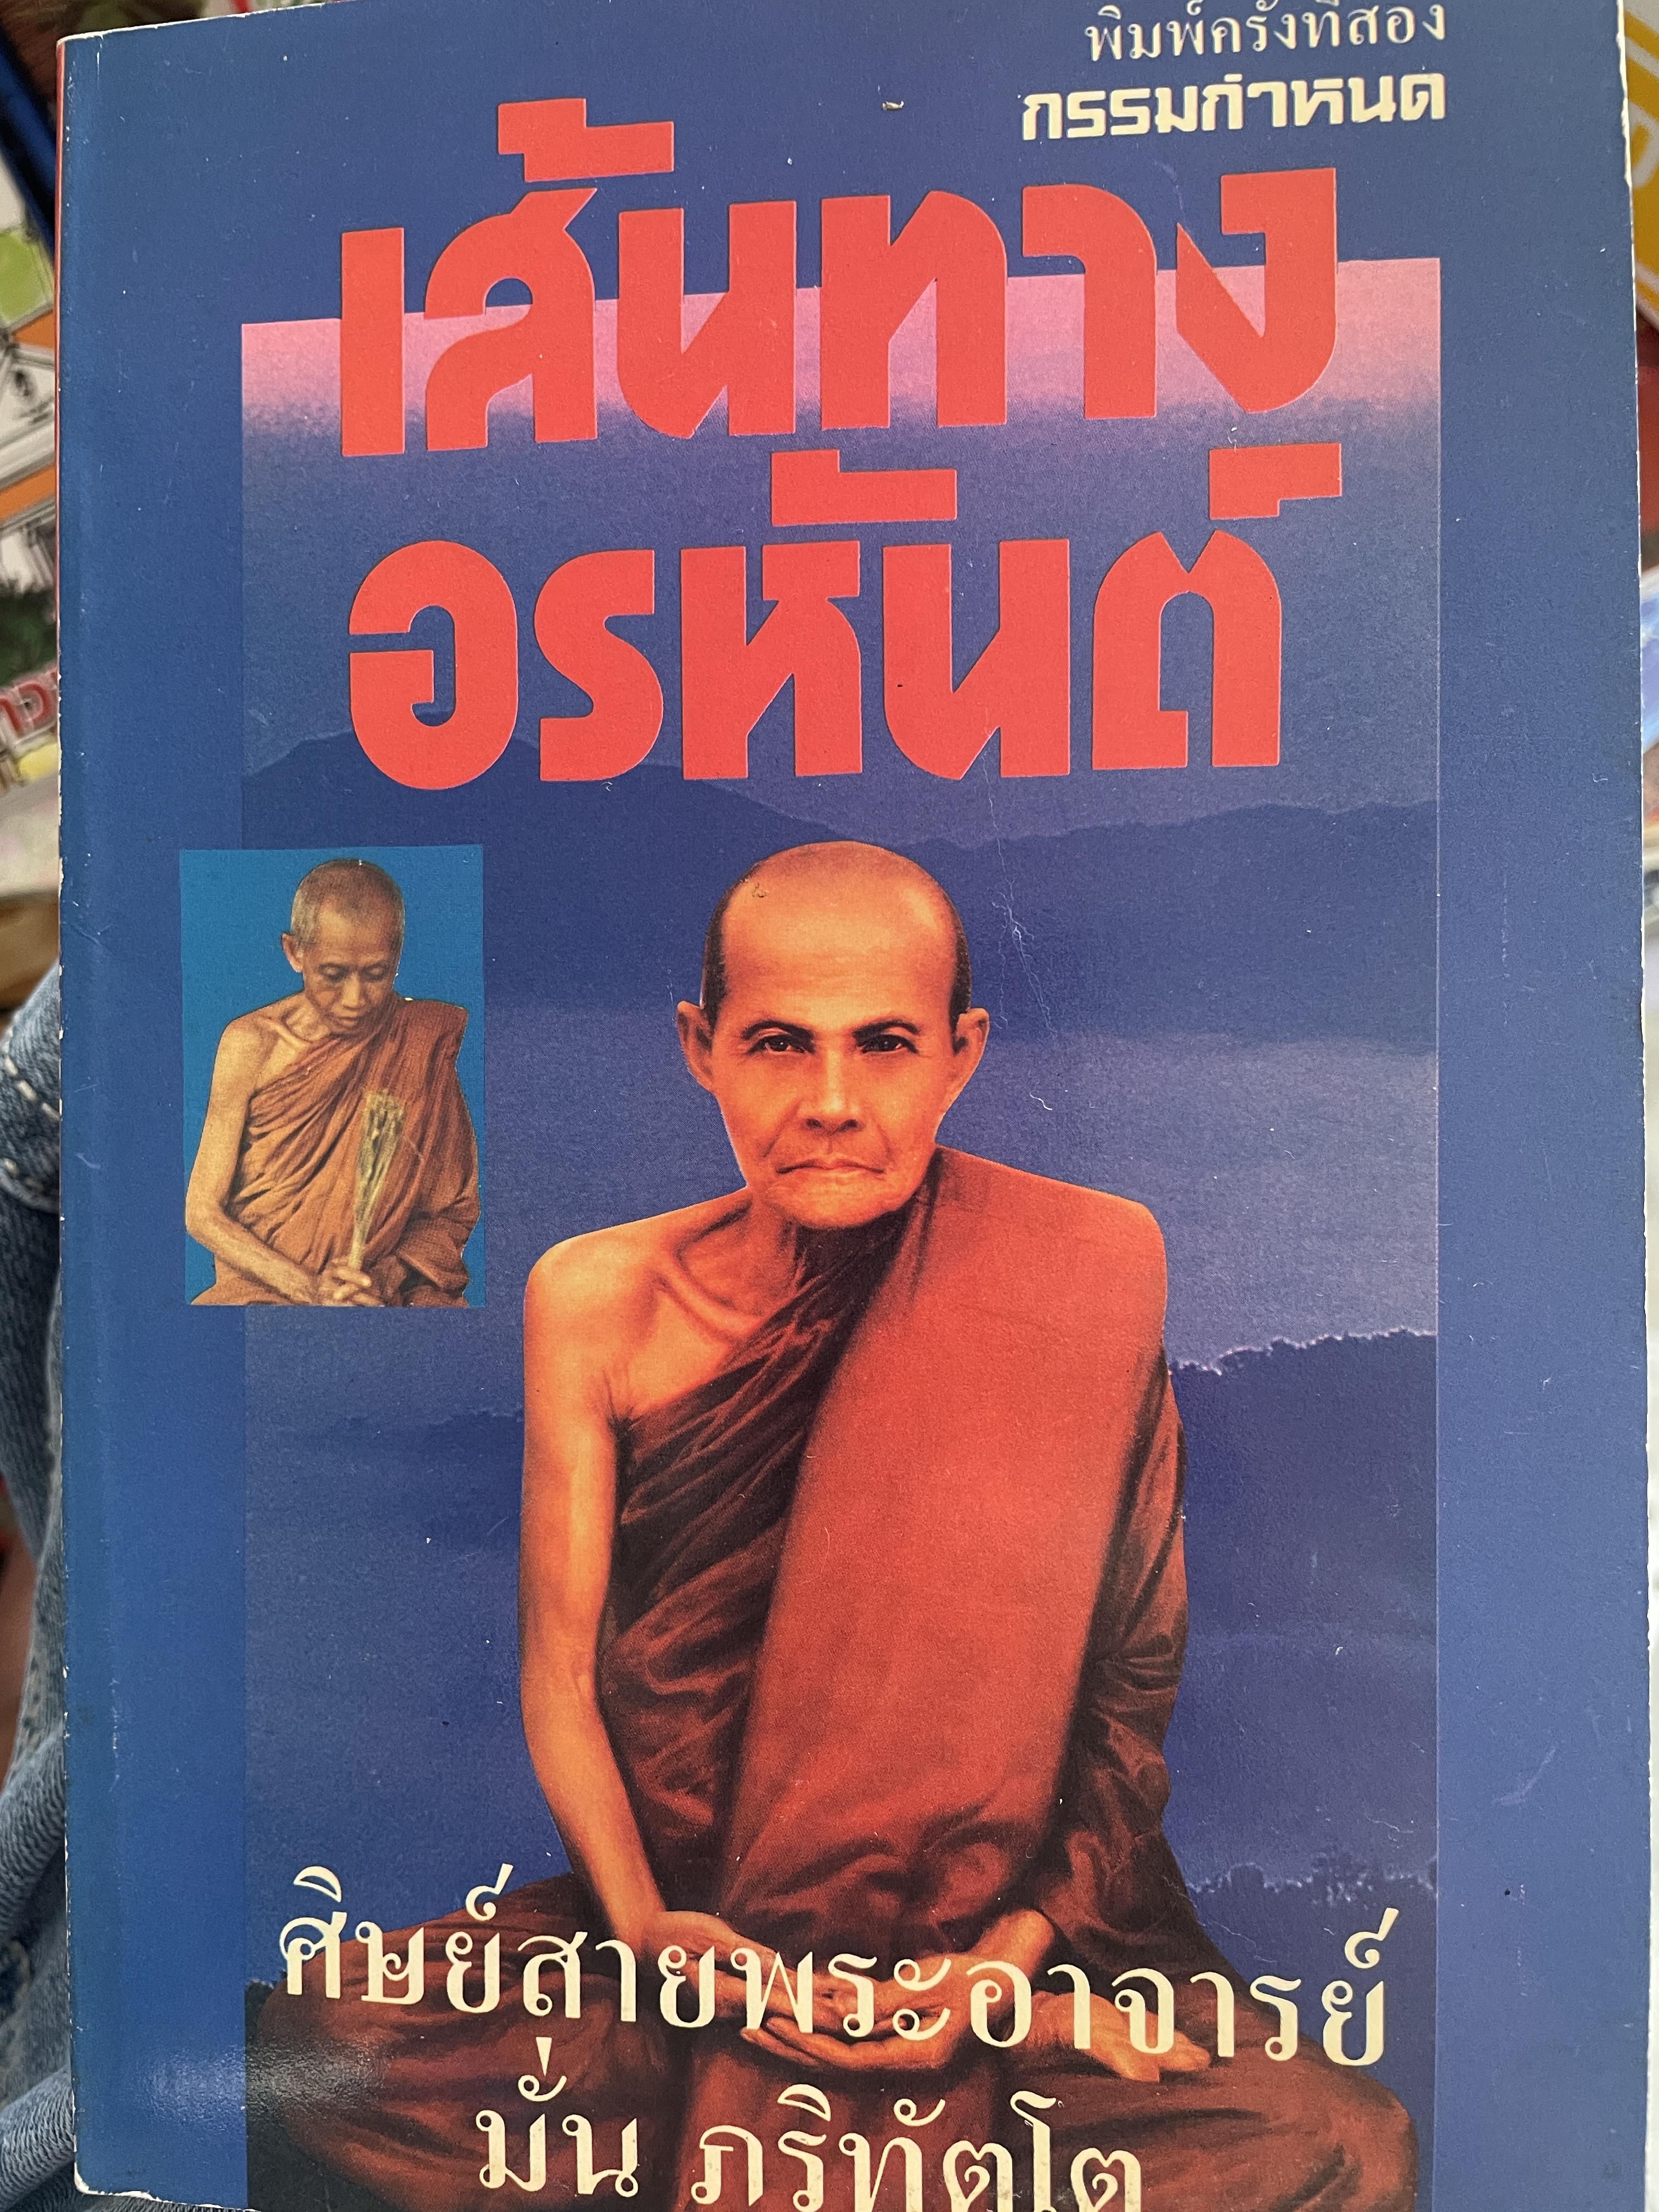 พิมพ์ครั้งที่สอง
กรรมกำหนด
เส้นทาง
อรหันต์
ศิษย์สายพระอาจารย์
มั่น ภูริทัตโต